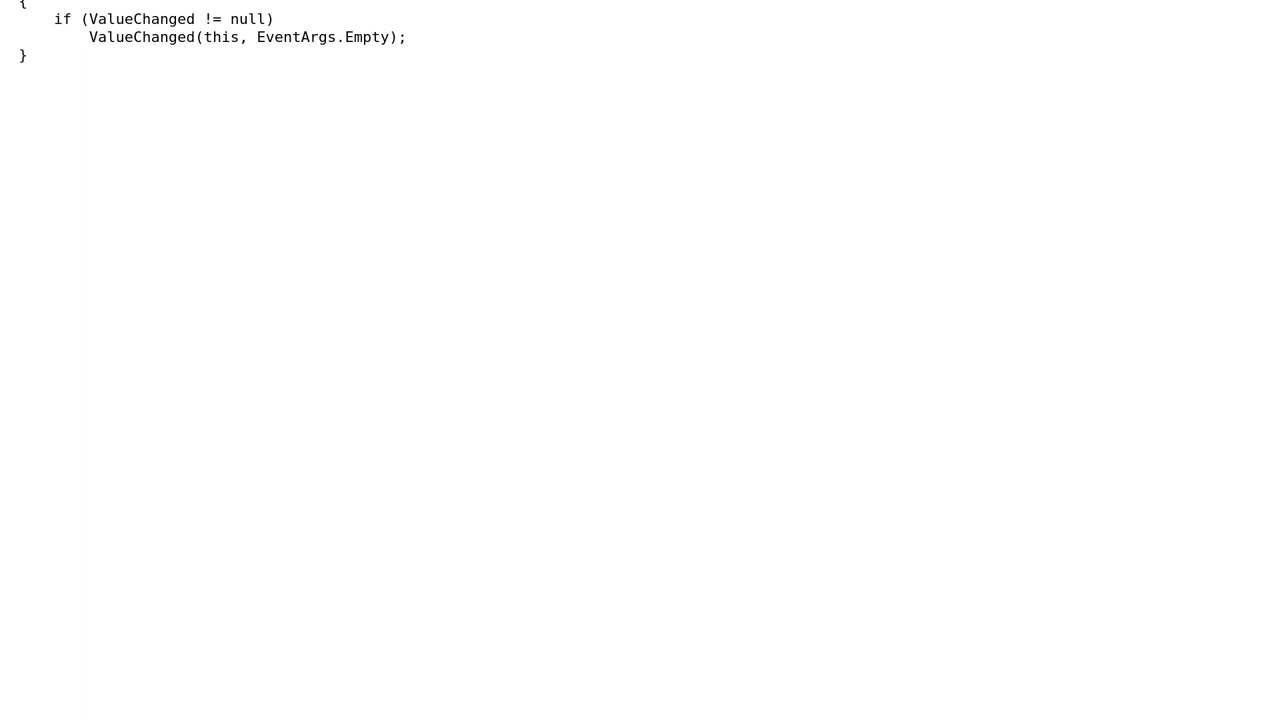 {
    if (ValueChanged != null)
        ValueChanged(this, EventArgs.Empty);
}